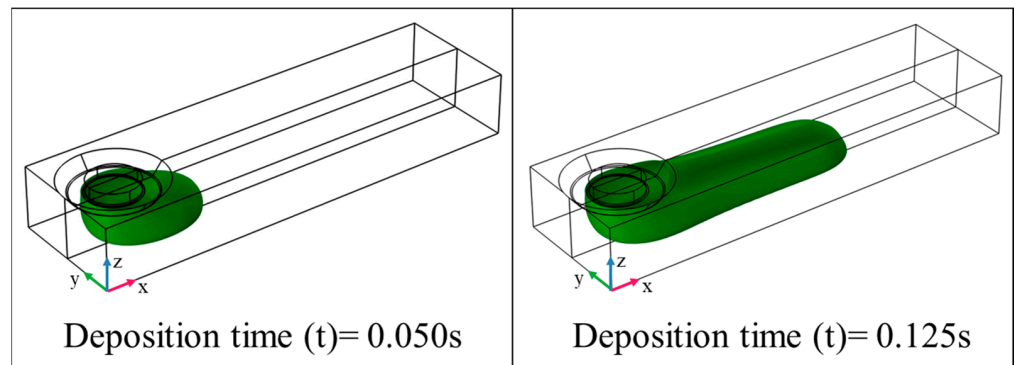 z
y
x
Deposition time (t)= 0.050s
z
y
x
Deposition time (t)= 0.125s